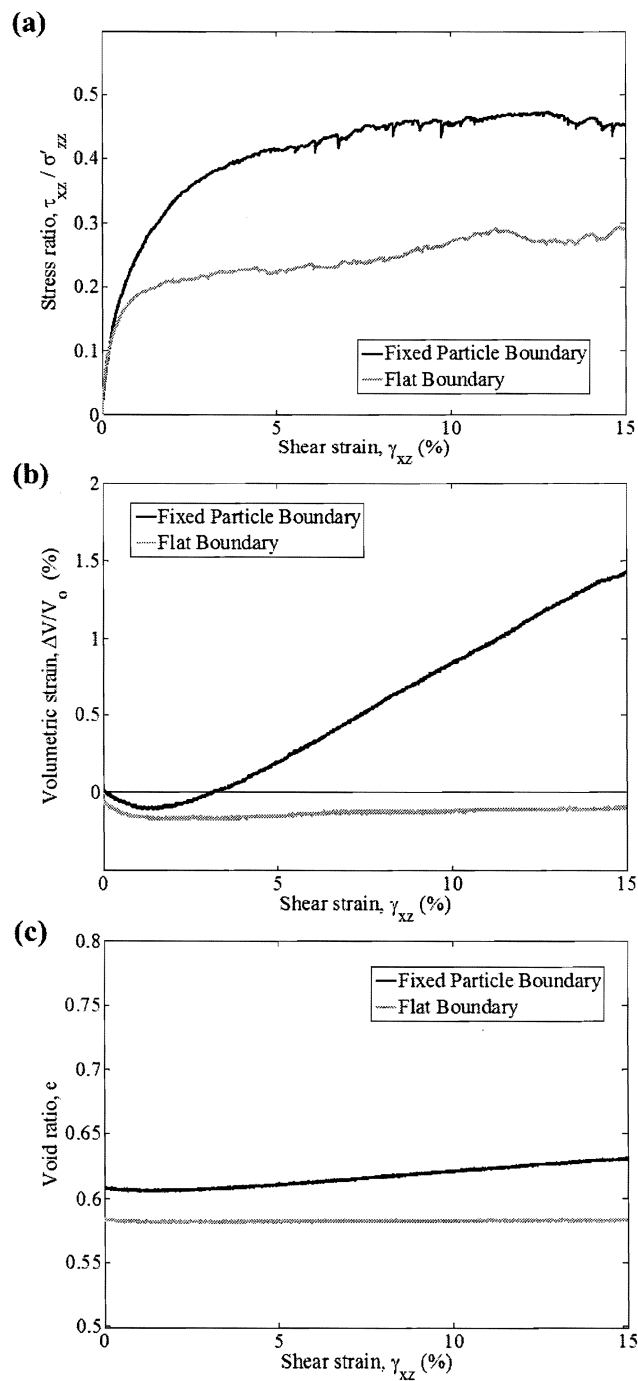 (a)
0.5
0.4
0.3
0.2
0.1
0
Stress ratio, τxz / σ'zz
Fixed Particle Boundary
Flat Boundary
0 5 10 15
Shear strain, γxz (%)
(b)
2
1.5
1
0.5
0
Volumetric strain, ΔV/Vo (%)
Fixed Particle Boundary
Flat Boundary
0 5 10 15
Shear strain, γxz (%)
(c)
0.8
0.75
0.7
0.65
0.6
0.55
0.5
Void ratio, e
Fixed Particle Boundary
Flat Boundary
0 5 10 15
Shear strain, γxz (%)